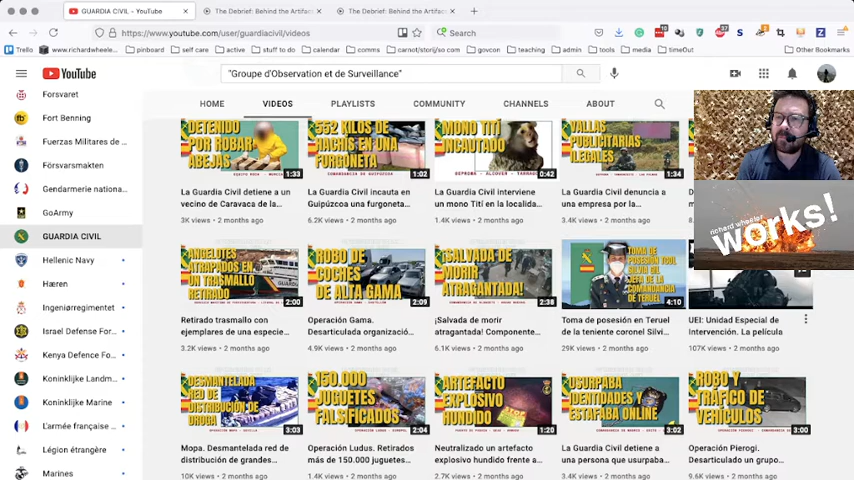 GUARDIA CIVIL - YouTube
The Debrief: Behind the Artifac
The Debrief: Behind the Artifac
https://www.youtube.com/user/guardiacivil/videos
Search
Trello
www.richardwheele...
pinboard
self care
active
stuff to do
calendar
comms
carnot/storj/so
govcon
teaching
admin
tools
media
timeOut
Other Bookmarks
YouTube
"Groupe d'Observation et de Surveillance"
HOME
VIDEOS
PLAYLISTS
COMMUNITY
CHANNELS
ABOUT
Forsvaret
Fort Benning
Fuerzas Militares de ...
Försvarsmakten
Gendarmerie nationa...
GoArmy
GUARDIA CIVIL
Hellenic Navy
Hæren
Ingeniørregimentet
Israel Defense For...
Kenya Defence Fo...
Koninklijke Landm...
Koninklijke Marine
L'armée française ...
Légion étrangère
Marines
DETENIDO
POR ROBAR
ABEJAS
1:33
552 KILOS DE
HACHÍS EN UNA
FURGONETA
1:02
MONO TITÍ
INCAUTADO
0:42
VALLAS
PUBLICITARIAS
ILEGALES
1:34
La Guardia Civil detiene a un
vecino de Caravaca de la...
3K views • 2 months ago
La Guardia Civil incauta en
Guipúzcoa una furgoneta...
6.2K views • 2 months ago
La Guardia Civil interviene
un mono Tití en la localida...
1.4K views • 2 months ago
La Guardia Civil denuncia a
una empresa por la...
3.4K views • 2 months ago
richard wheeler
works!
ANGELOTES
ATRAPADOS EN
UN TRASMALLO
RETIRADO
2:00
ROBO DE
COCHES
DE ALTA GAMA
2:09
¡SALVADA DE
MORIR
ATRAGANTADA!
2:38
TOMA DE
POSESIÓN TCOL
SILVIA GIL
JEFA DE LA
COMANDANCIA
DE TERUEL
4:10
Retirado trasmallo con
ejemplares de una especie...
3.2K views • 2 months ago
Operación Gama.
Desarticulada organizació...
4.9K views • 2 months ago
¡Salvada de morir
atragantada! Componente...
6.1K views • 2 months ago
Toma de posesión en Teruel
de la teniente coronel Silvi...
29K views • 2 months ago
UEI: Unidad Especial de
Intervención. La película
107K views • 2 months ago
DESMANTELADA
RED DE
DISTRIBUCIÓN DE
DROGA
3:03
150.000
JUGUETES
FALSIFICADOS
2:04
ARTEFACTO
EXPLOSIVO
HUNDIDO
1:20
USURPABA
IDENTIDADES Y
ESTAFABA ONLINE
3:02
ROBO Y
TRÁFICO DE
VEHÍCULOS
3:00
Mopa. Desmantelada red de
distribución de grandes...
10K views • 2 months ago
Operación Ludus. Retirados
más de 150.000 juguetes...
1.4K views • 2 months ago
Neutralizado un artefacto
explosivo hundido frente a...
2.7K views • 2 months ago
La Guardia Civil detiene a
una persona que usurpaba...
3.6K views • 2 months ago
Operación Pierogi.
Desarticulado un grupo...
9.6K views • 2 months ago